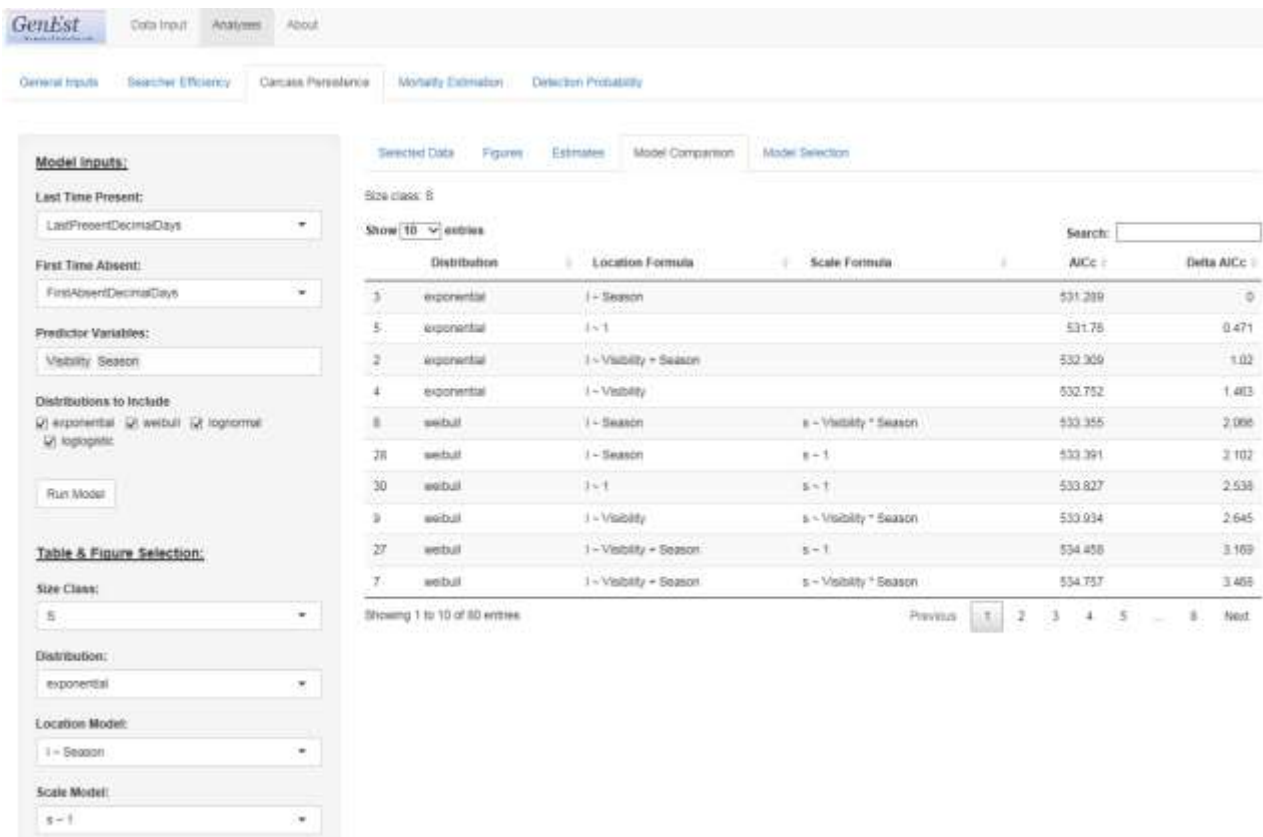 GenEst Data Input Analyses About
General Inputs Searcher Efficiency Carcass Persistence Mortality Estimation Detection Probability
Model Inputs:
Last Time Present:
LastPresentDecimalDays
First Time Absent:
FirstAbsentDecimalDays
Predictor Variables:
Visibility Season
Distributions to Include
exponential weibull lognormal
loglogistic
Run Model
Table & Figure Selection:
Size Class:
S
Distribution:
exponential
Location Model:
l ~ Season
Scale Model:
s ~ 1
Selected Data Figures Estimates Model Comparison Model Selection
Size class: S
Show 10 entries
Search:
Distribution Location Formula Scale Formula AICc Delta AICc
3 exponential l ~ Season 531.289 0
5 exponential l ~ 1 531.76 0.471
2 exponential l ~ Visibility + Season 532.309 1.02
4 exponential l ~ Visibility 532.752 1.463
8 weibull l ~ Season s ~ Visibility * Season 533.355 2.066
28 weibull l ~ Season s ~ 1 533.391 2.102
30 weibull l ~ 1 s ~ 1 533.827 2.538
9 weibull l ~ Visibility s ~ Visibility * Season 533.934 2.645
27 weibull l ~ Visibility + Season s ~ 1 534.458 3.169
7 weibull l ~ Visibility + Season s ~ Visibility * Season 534.757 3.468
Showing 1 to 10 of 80 entries
Previous 1 2 3 4 5 ... 8 Next